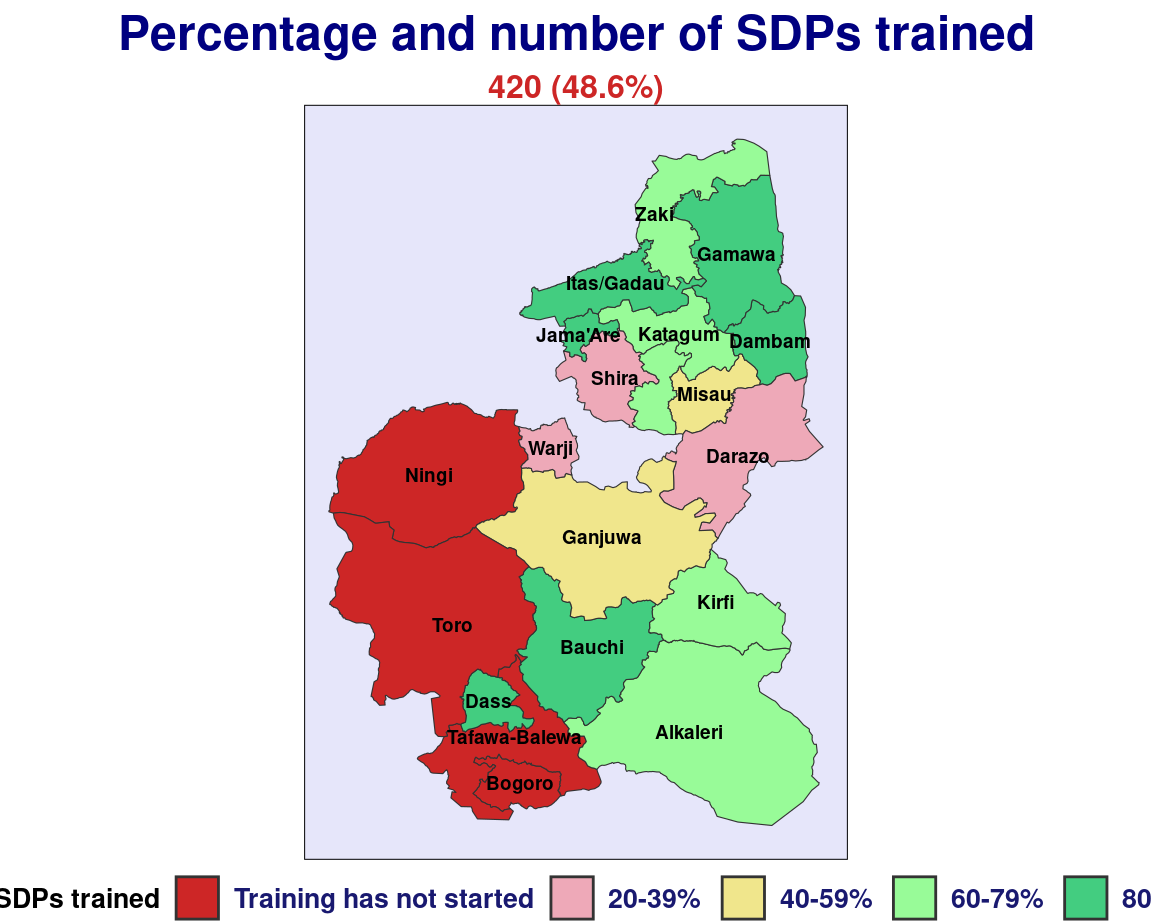 Percentage and number of SDPs trained
420 (48.6%)
Zaki
Gamawa
Itas/Gadau
Jama'Are
Katagum
Dambam
Shira
Misau
Warji
Darazo
Ningi
Ganjuwa
Kirfi
Toro
Bauchi
Dass
Alkaleri
Tafawa-Balewa
Bogoro
SDPs trained Training has not started 20-39% 40-59% 60-79% 80